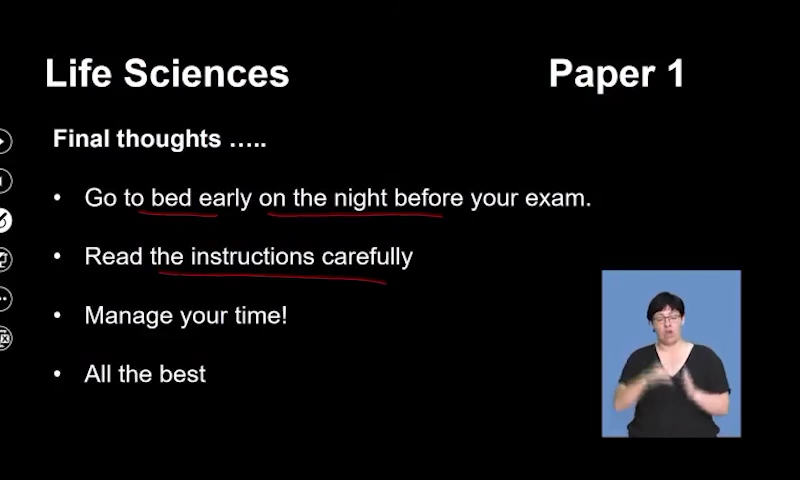 Life Sciences Paper 1
Final thoughts …..
• Go to bed early on the night before your exam.
• Read the instructions carefully
• Manage your time!
• All the best